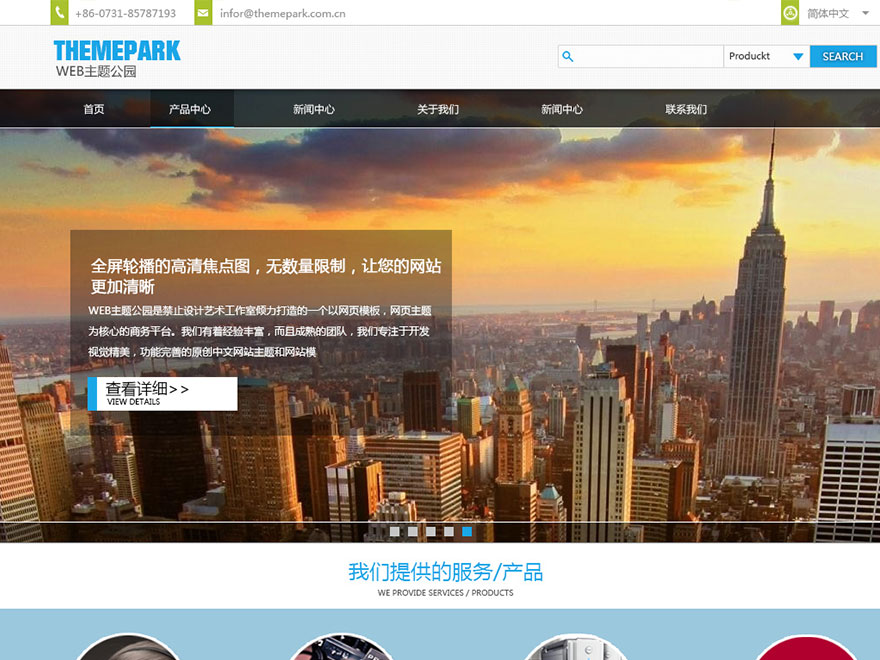 +86-0731-85787193
infor@themepark.com.cn
简体中文
THEMEPARK
WEB主题公园
Produckt
SEARCH
首页
产品中心
新闻中心
关于我们
新闻中心
联系我们
全屏轮播的高清焦点图，无数量限制，让您的网站
更加清晰
WEB主题公园是禁止设计艺术工作室倾力打造的一个以网页模板，网页主题
为核心的商务平台。我们有着经验丰富，而且成熟的团队，我们专注于开发
视觉精美，功能完善的原创中文网站主题和网站模
查看详细>>
VIEW DETAILS
我们提供的服务/产品
WE PROVIDE SERVICES / PRODUCTS